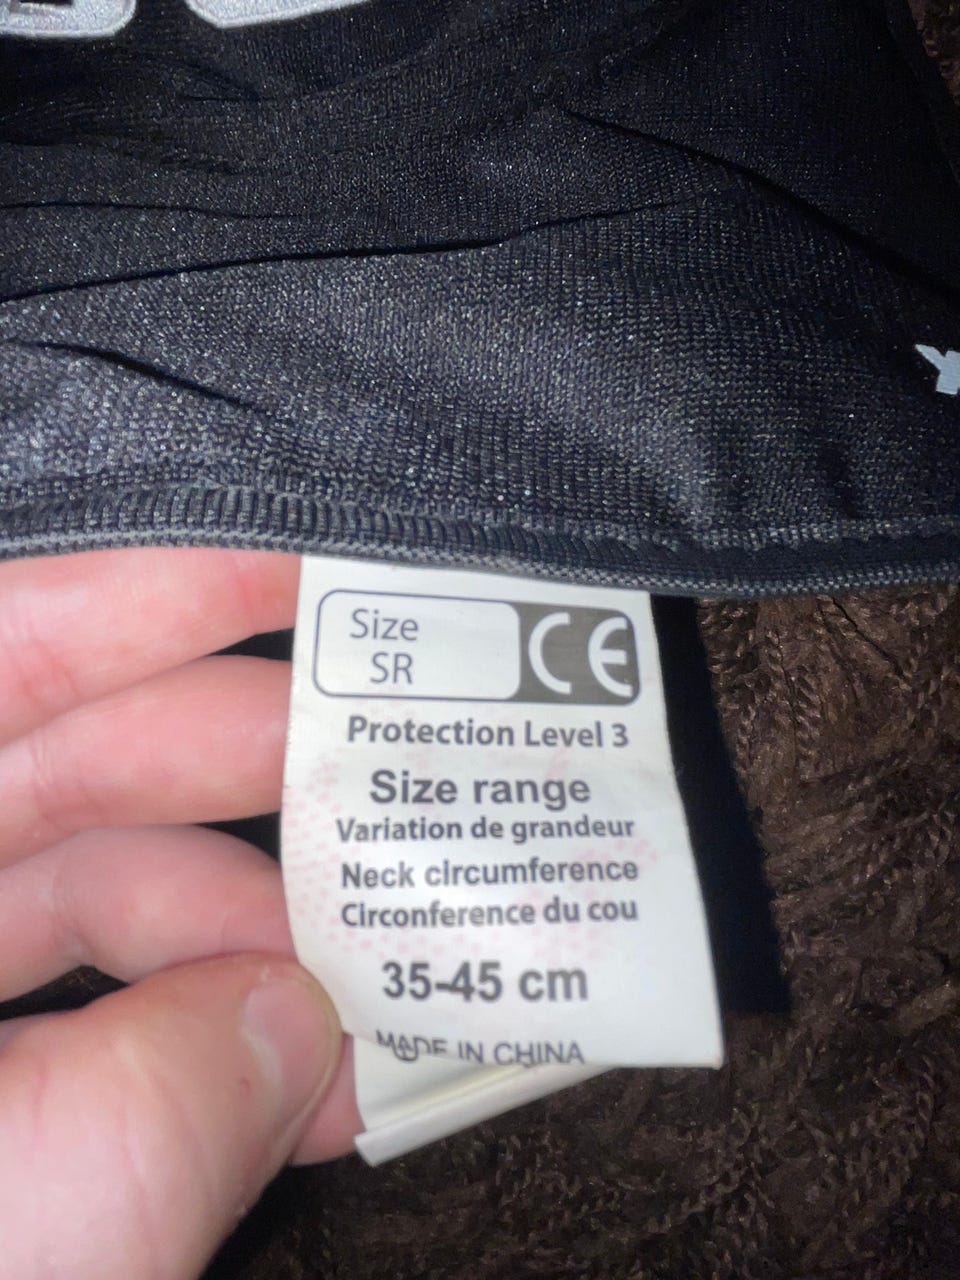 Size
SR
CE
Protection Level 3
Size range
Variation de grandeur
Neck circumference
Circonference du cou
35-45 cm
MADE IN CHINA